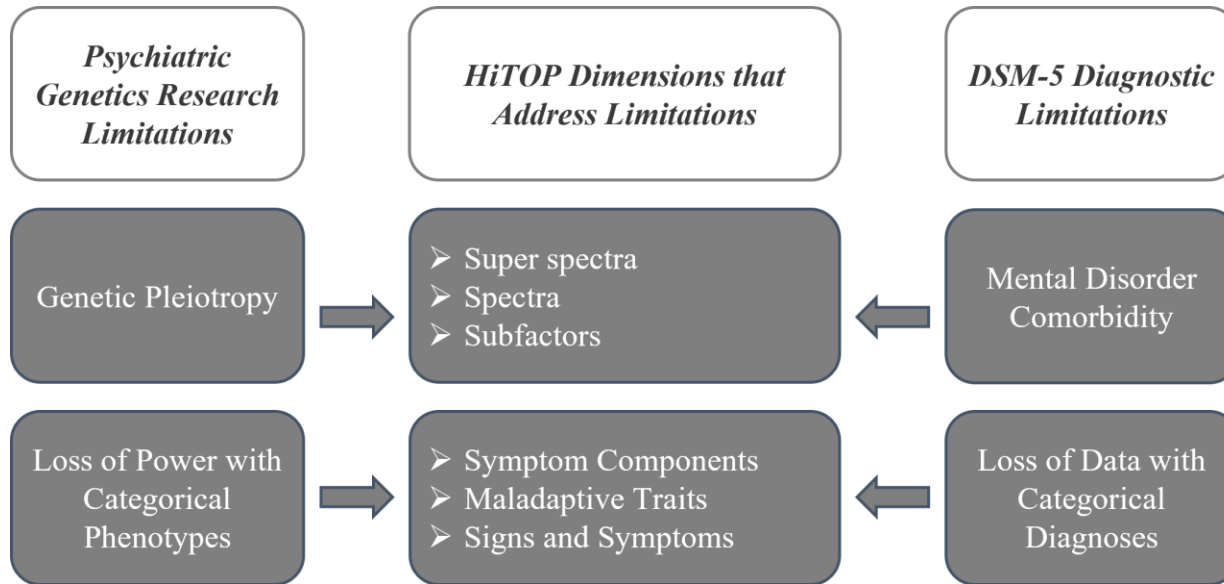 Psychiatric
Genetics Research
Limitations
HiTOP Dimensions that
Address Limitations
DSM-5 Diagnostic
Limitations
Genetic Pleiotropy
➢ Super spectra
➢ Spectra
➢ Subfactors
Mental Disorder
Comorbidity
Loss of Power with
Categorical
Phenotypes
➢ Symptom Components
➢ Maladaptive Traits
➢ Signs and Symptoms
Loss of Data with
Categorical
Diagnoses